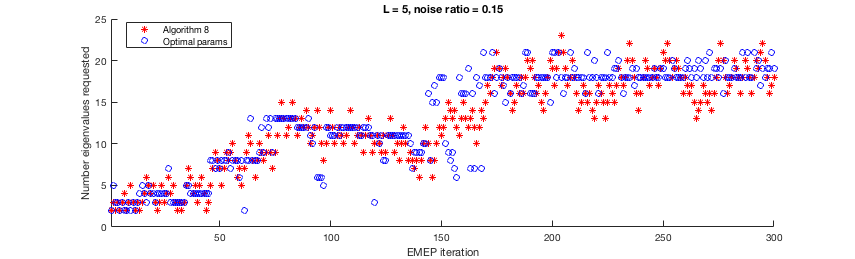 L = 5, noise ratio = 0.15
Algorithm 8
Optimal params
Number eigenvalues requested
25
20
15
10
5
0
50
100
150
200
250
300
EMEP iteration